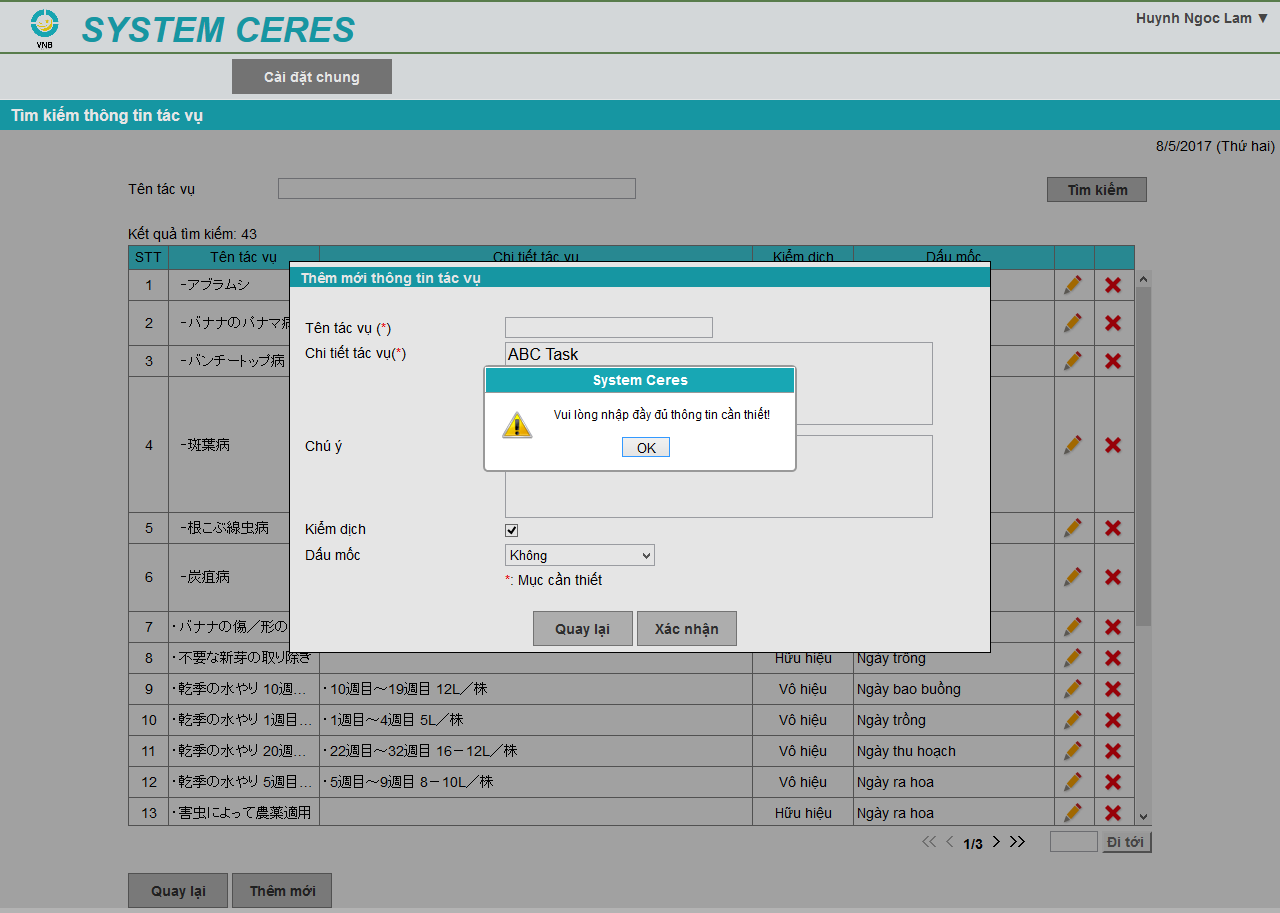 VNB
SYSTEM CERES
Huynh Ngoc Lam ▼
Cài đặt chung
Tìm kiếm thông tin tác vụ
8/5/2017 (Thứ hai)
Tên tác vụ
Tìm kiếm
Kết quả tìm kiếm: 43
STT Tên tác vụ Chi tiết tác vụ Kiểm dịch Dấu mốc
1 －アブラムシ
2 －バナナのパナマ病
3 －バンチートップ病
4 －斑葉病
5 －根こぶ線虫病
6 －炭疽病
7 ・バナナの傷／形の
8 ・不要な新芽の取り除き Hữu hiệu Ngày trồng
9 ・乾季の水やり 10週... ・10週目～19週目 12L／株 Vô hiệu Ngày bao buồng
10 ・乾季の水やり 1週目... ・1週目～4週目 5L／株 Vô hiệu Ngày trồng
11 ・乾季の水やり 20週... ・22週目～32週目 16－12L／株 Vô hiệu Ngày thu hoạch
12 ・乾季の水やり 5週目... ・5週目～9週目 8－10L／株 Vô hiệu Ngày ra hoa
13 ・害虫によって農薬適用 Hữu hiệu Ngày ra hoa
Thêm mới thông tin tác vụ
Tên tác vụ (*)
Chi tiết tác vụ(*) ABC Task
System Ceres
Vui lòng nhập đầy đủ thông tin cần thiết!
OK
Chú ý
Kiểm dịch
Dấu mốc Không
*: Mục cần thiết
Quay lại Xác nhận
1/3 Đi tới
Quay lại Thêm mới